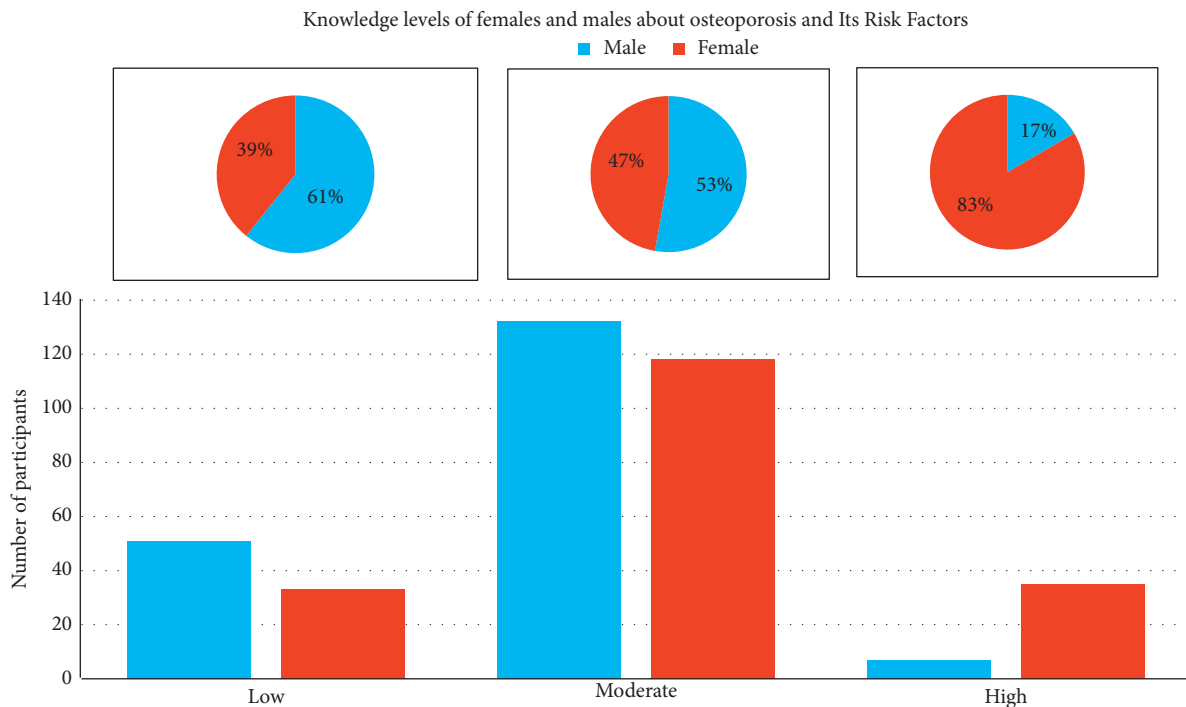 Knowledge levels of females and males about osteoporosis and Its Risk Factors
Male Female
39%
61%
47%
53%
17%
83%
140
120
100
80
60
40
20
0
Number of participants
Low
Moderate
High